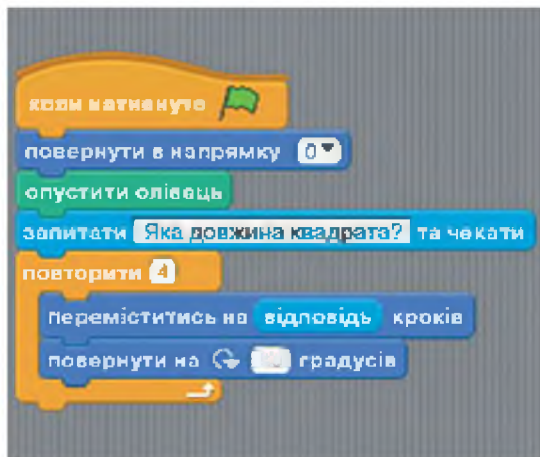 коли натиснуто
повернути в напрямку 0
опустити олівець
запитати Яка довжина квадрата? та чекати
повторити 4
переміститись на відповідь кроків
повернути на градусів